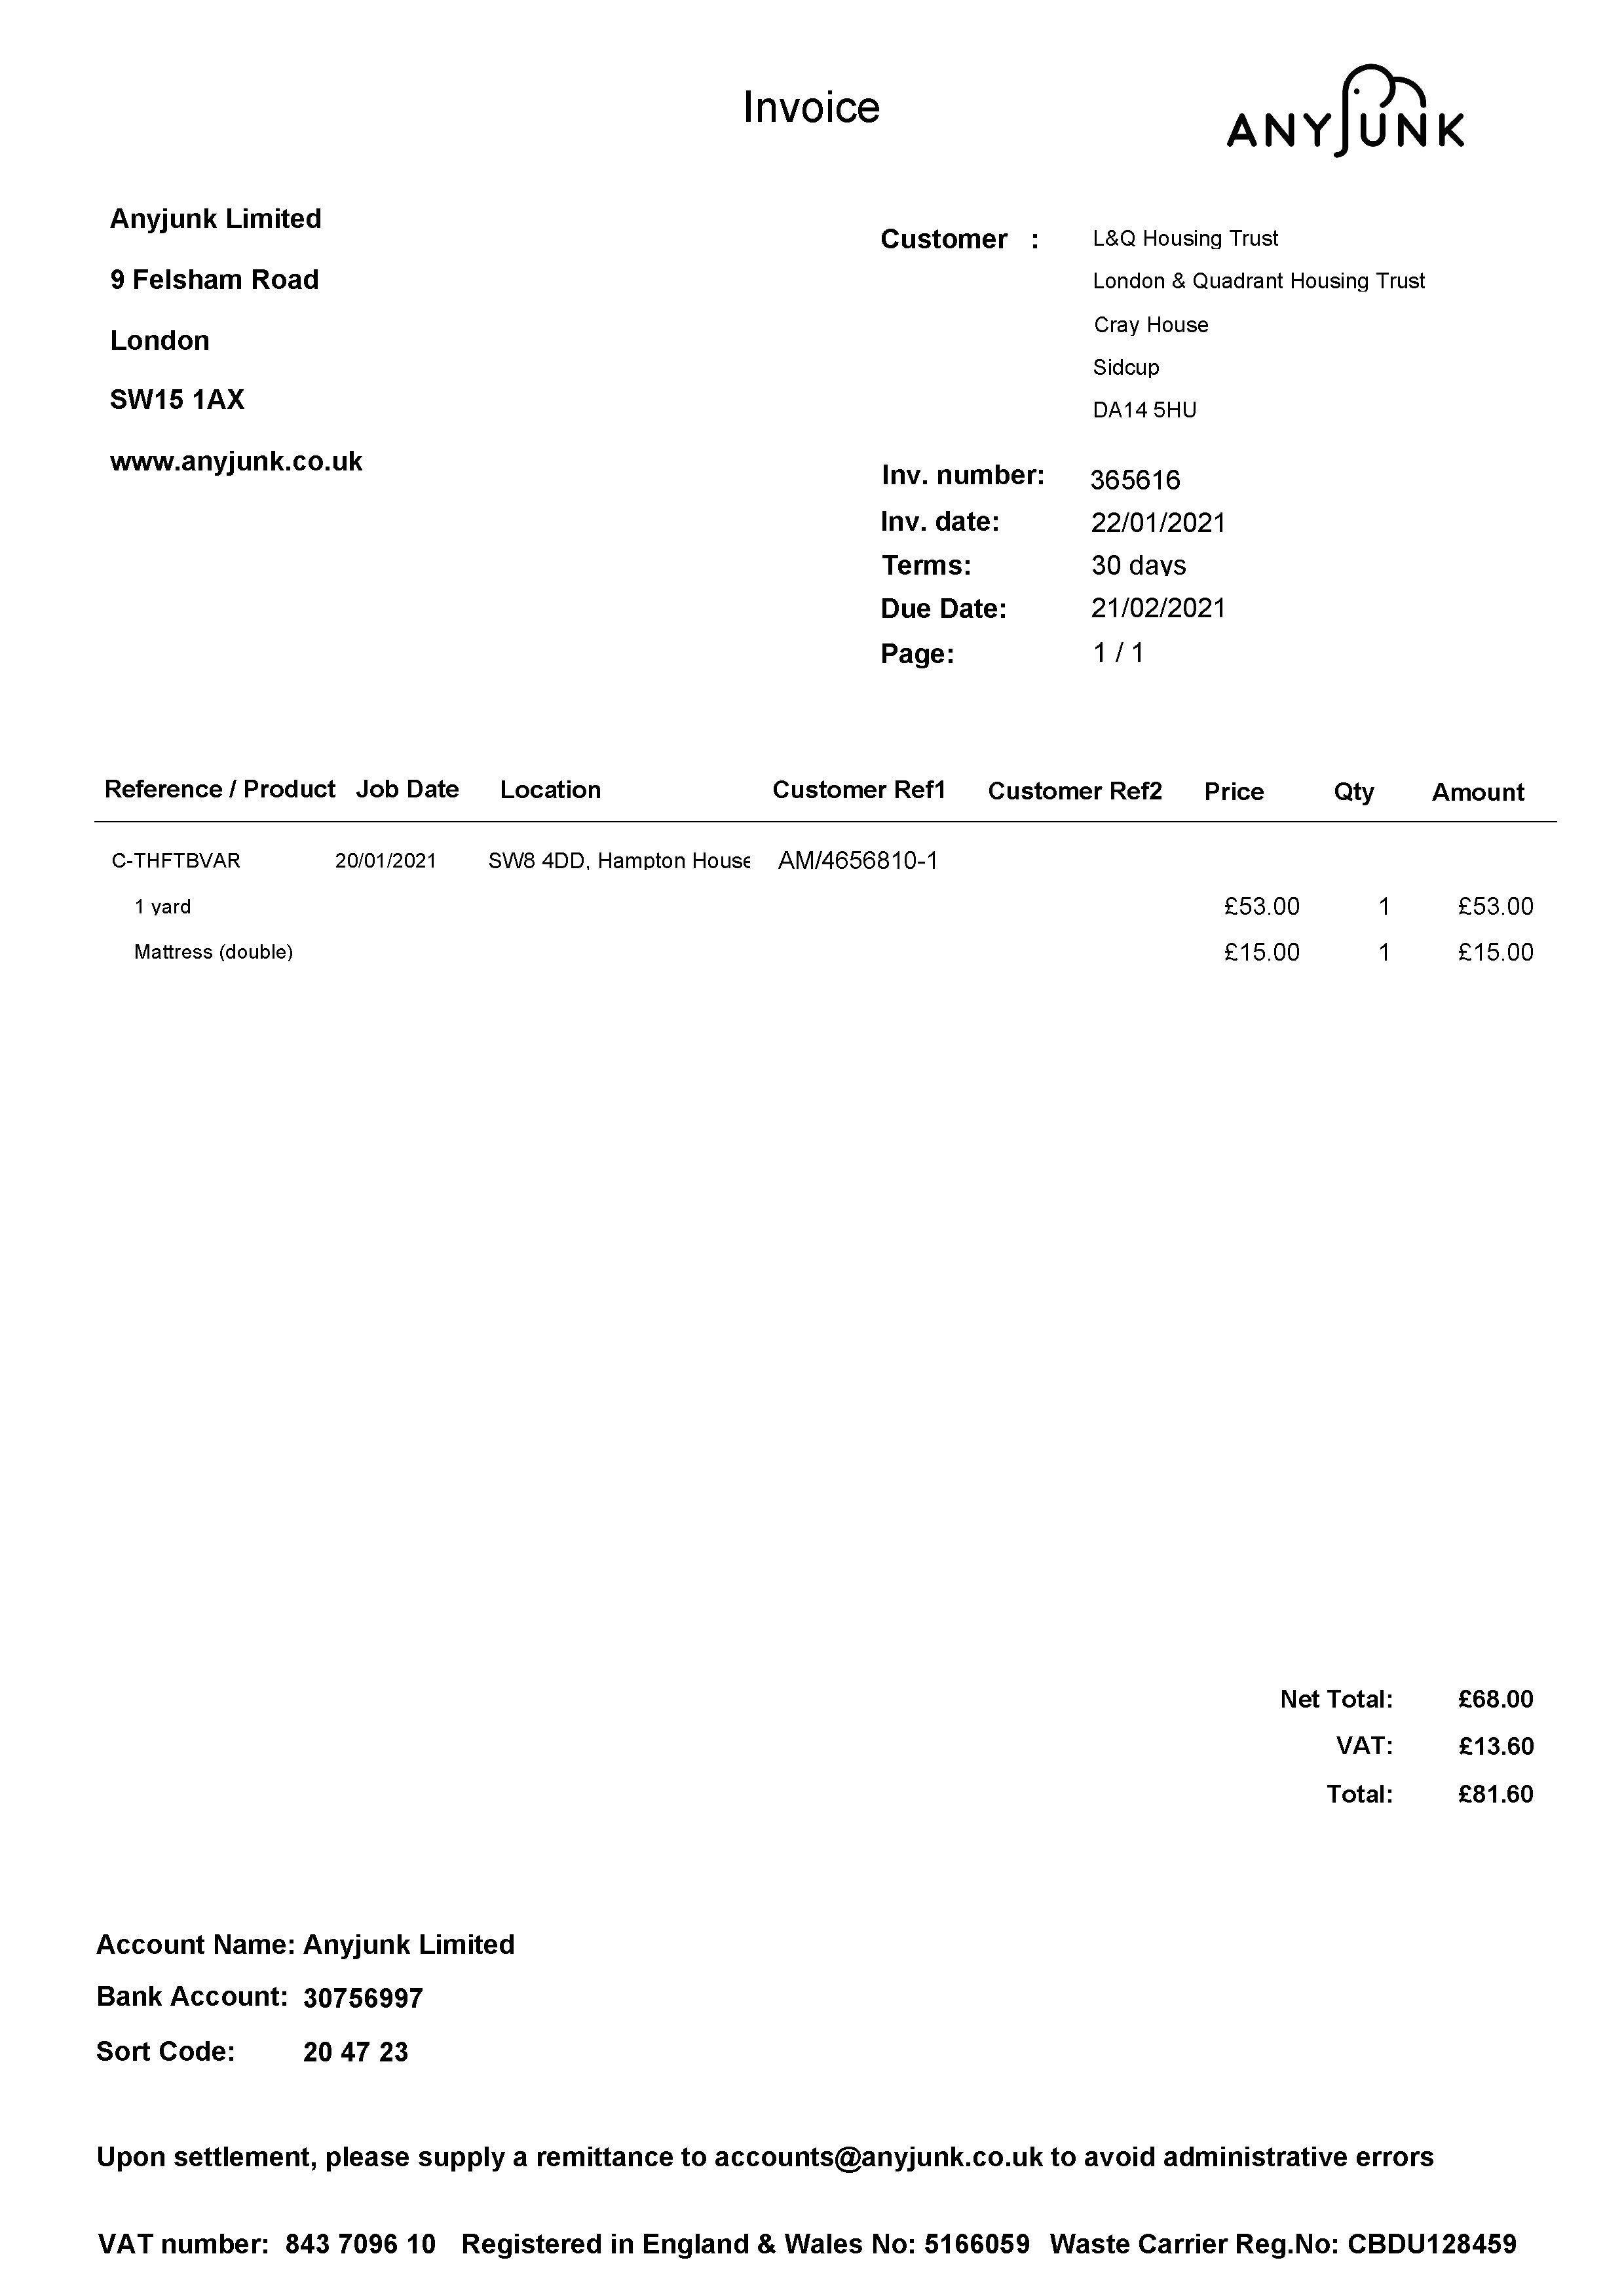 Invoice
ANYJUNK
Anyjunk Limited
9 Felsham Road
London
SW15 1AX
www.anyjunk.co.uk
Customer : L&Q Housing Trust
London & Quadrant Housing Trust
Cray House
Sidcup
DA14 5HU
Inv. number: 365616
Inv. date: 22/01/2021
Terms: 30 days
Due Date: 21/02/2021
Page: 1 / 1
Reference / Product Job Date Location Customer Ref1 Customer Ref2 Price Qty Amount
C-THFTBVAR 20/01/2021 SW8 4DD, Hampton House AM/4656810-1
1 yard £53.00 1 £53.00
Mattress (double) £15.00 1 £15.00
Net Total: £68.00
VAT: £13.60
Total: £81.60
Account Name: Anyjunk Limited
Bank Account: 30756997
Sort Code: 20 47 23
Upon settlement, please supply a remittance to accounts@anyjunk.co.uk to avoid administrative errors
VAT number: 843 7096 10 Registered in England & Wales No: 5166059 Waste Carrier Reg.No: CBDU128459